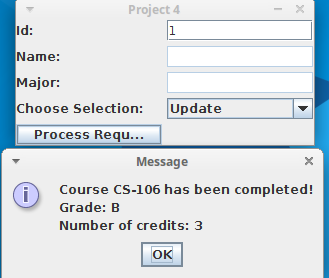 Project 4
Id: 1
Name:
Major:
Choose Selection: Update
Process Requ...
Message
Course CS-106 has been completed!
Grade: B
Number of credits: 3
OK